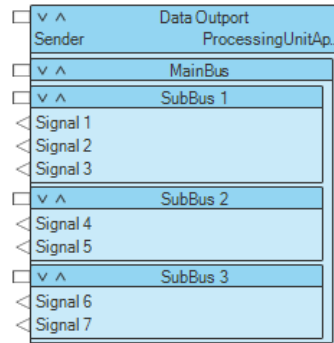 Data Outport
Sender ProcessingUnitAp..
MainBus
SubBus 1
Signal 1
Signal 2
Signal 3
SubBus 2
Signal 4
Signal 5
SubBus 3
Signal 6
Signal 7